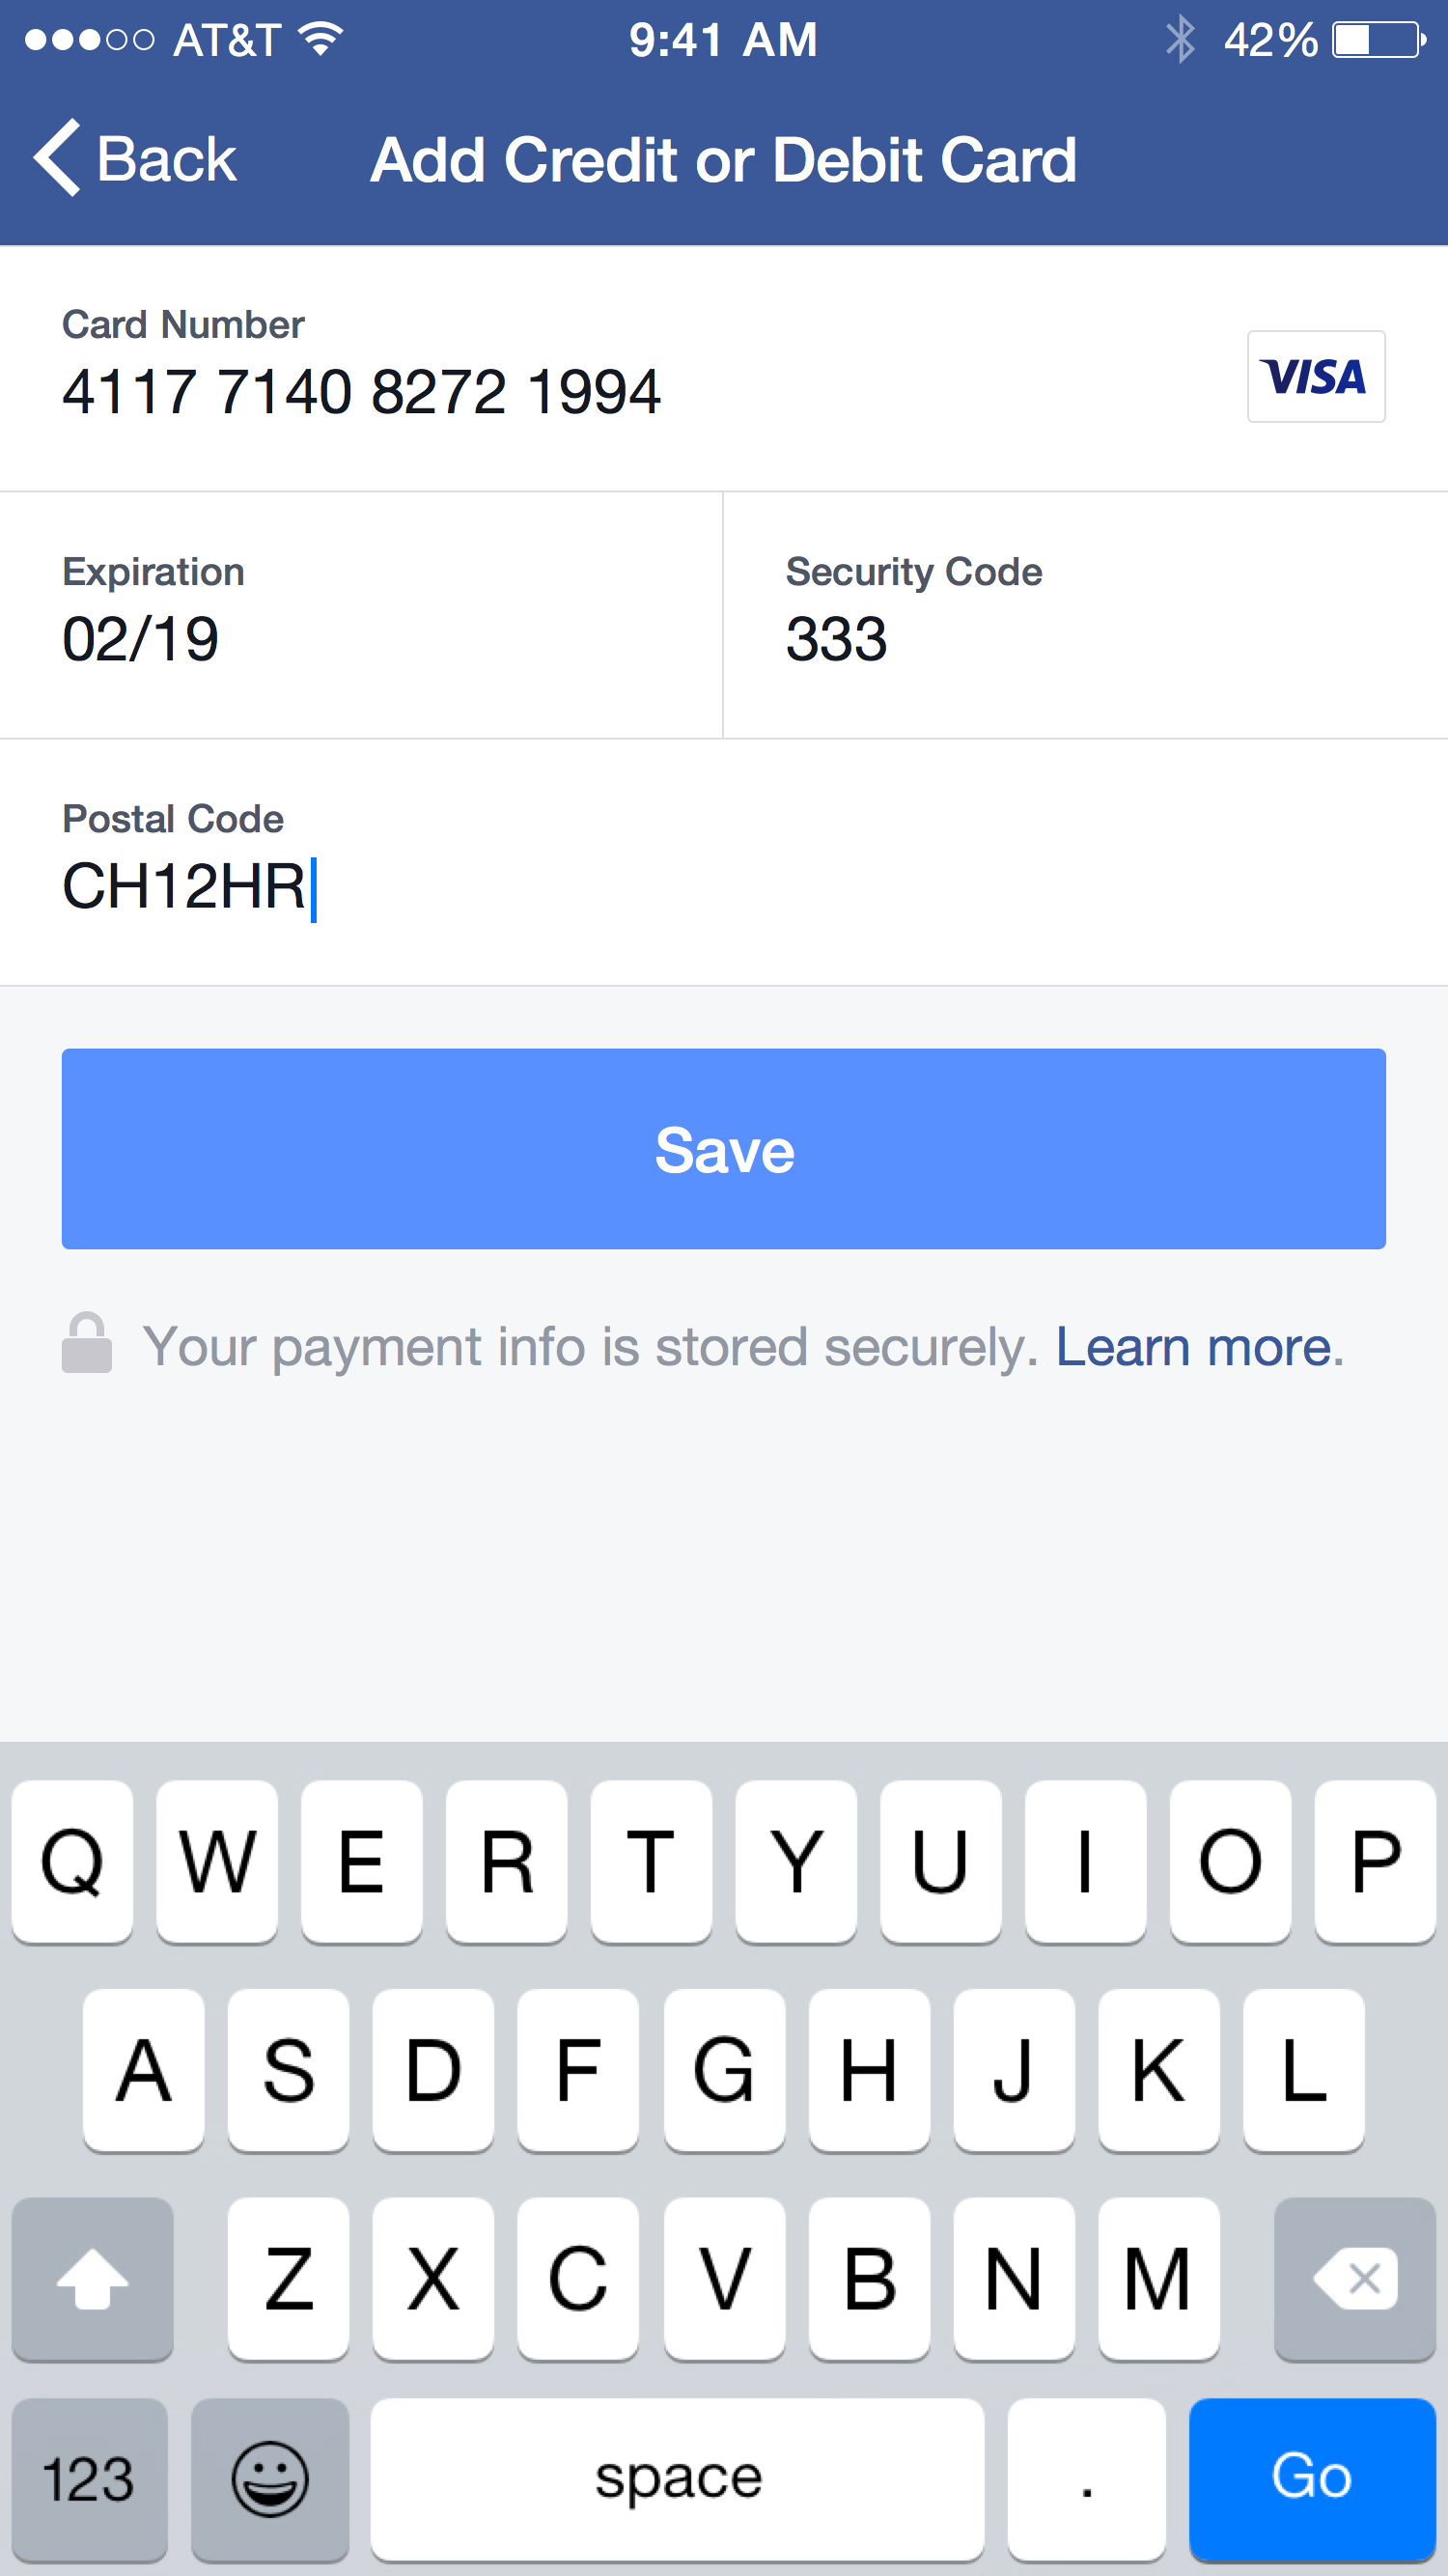 AT&T 9:41 AM 42%
Back Add Credit or Debit Card
Card Number
4117 7140 8272 1994
VISA
Expiration
02/19
Security Code
333
Postal Code
CH12HR
Save
Your payment info is stored securely. Learn more.
Q W E R T Y U I O P
A S D F G H J K L
Z X C V B N M
123 space . Go